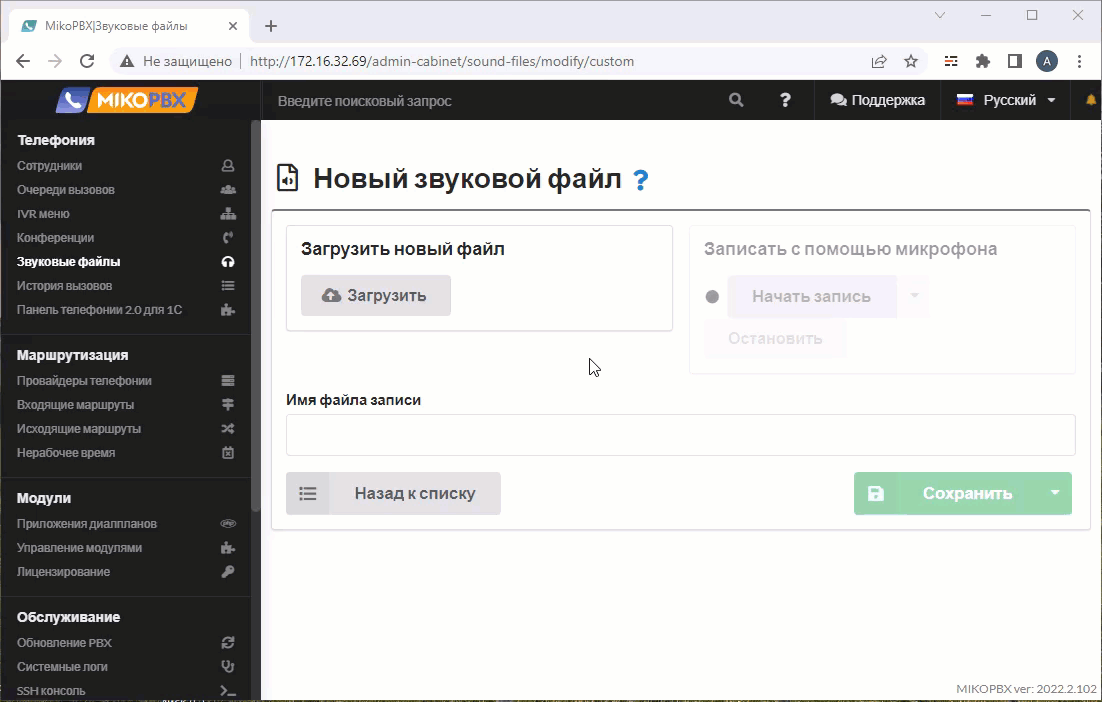 MikoPBX|Звуковые файлы
Не защищено http://172.16.32.69/admin-cabinet/sound-files/modify/custom A
MIKOPBX Введите поисковый запрос ? Поддержка Русский
Телефония
Сотрудники
Очереди вызовов
IVR меню
Конференции
Звуковые файлы
История вызовов
Панель телефонии 2.0 для 1С
Маршрутизация
Провайдеры телефонии
Входящие маршруты
Исходящие маршруты
Нерабочее время
Модули
Приложения диалпланов
php
Управление модулями
Лицензирование
Обслуживание
Обновление PBX
Системные логи
SSH консоль
Новый звуковой файл ?
Загрузить новый файл
Загрузить
Записать с помощью микрофона
Начать запись
Остановить
Имя файла записи
Назад к списку
Сохранить
MIKOPBX ver: 2022.2.102